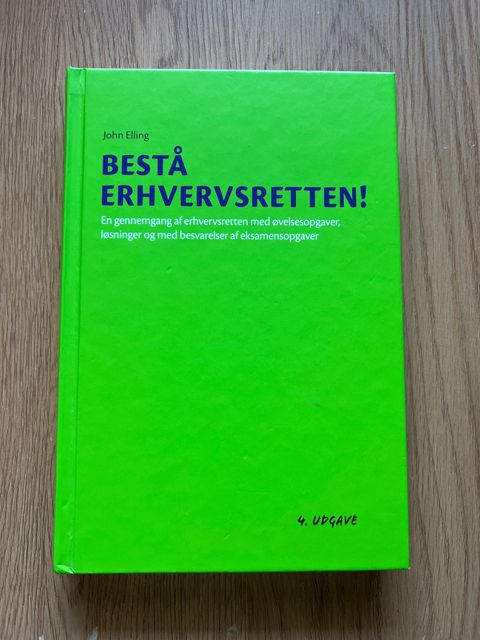 John Elling
BESTÅ
ERHVERVSRETTEN!
En gennemgang af erhvervsretten med øvelsesopgaver,
løsninger og med besvarelser af eksamensopgaver
4. UDGAVE